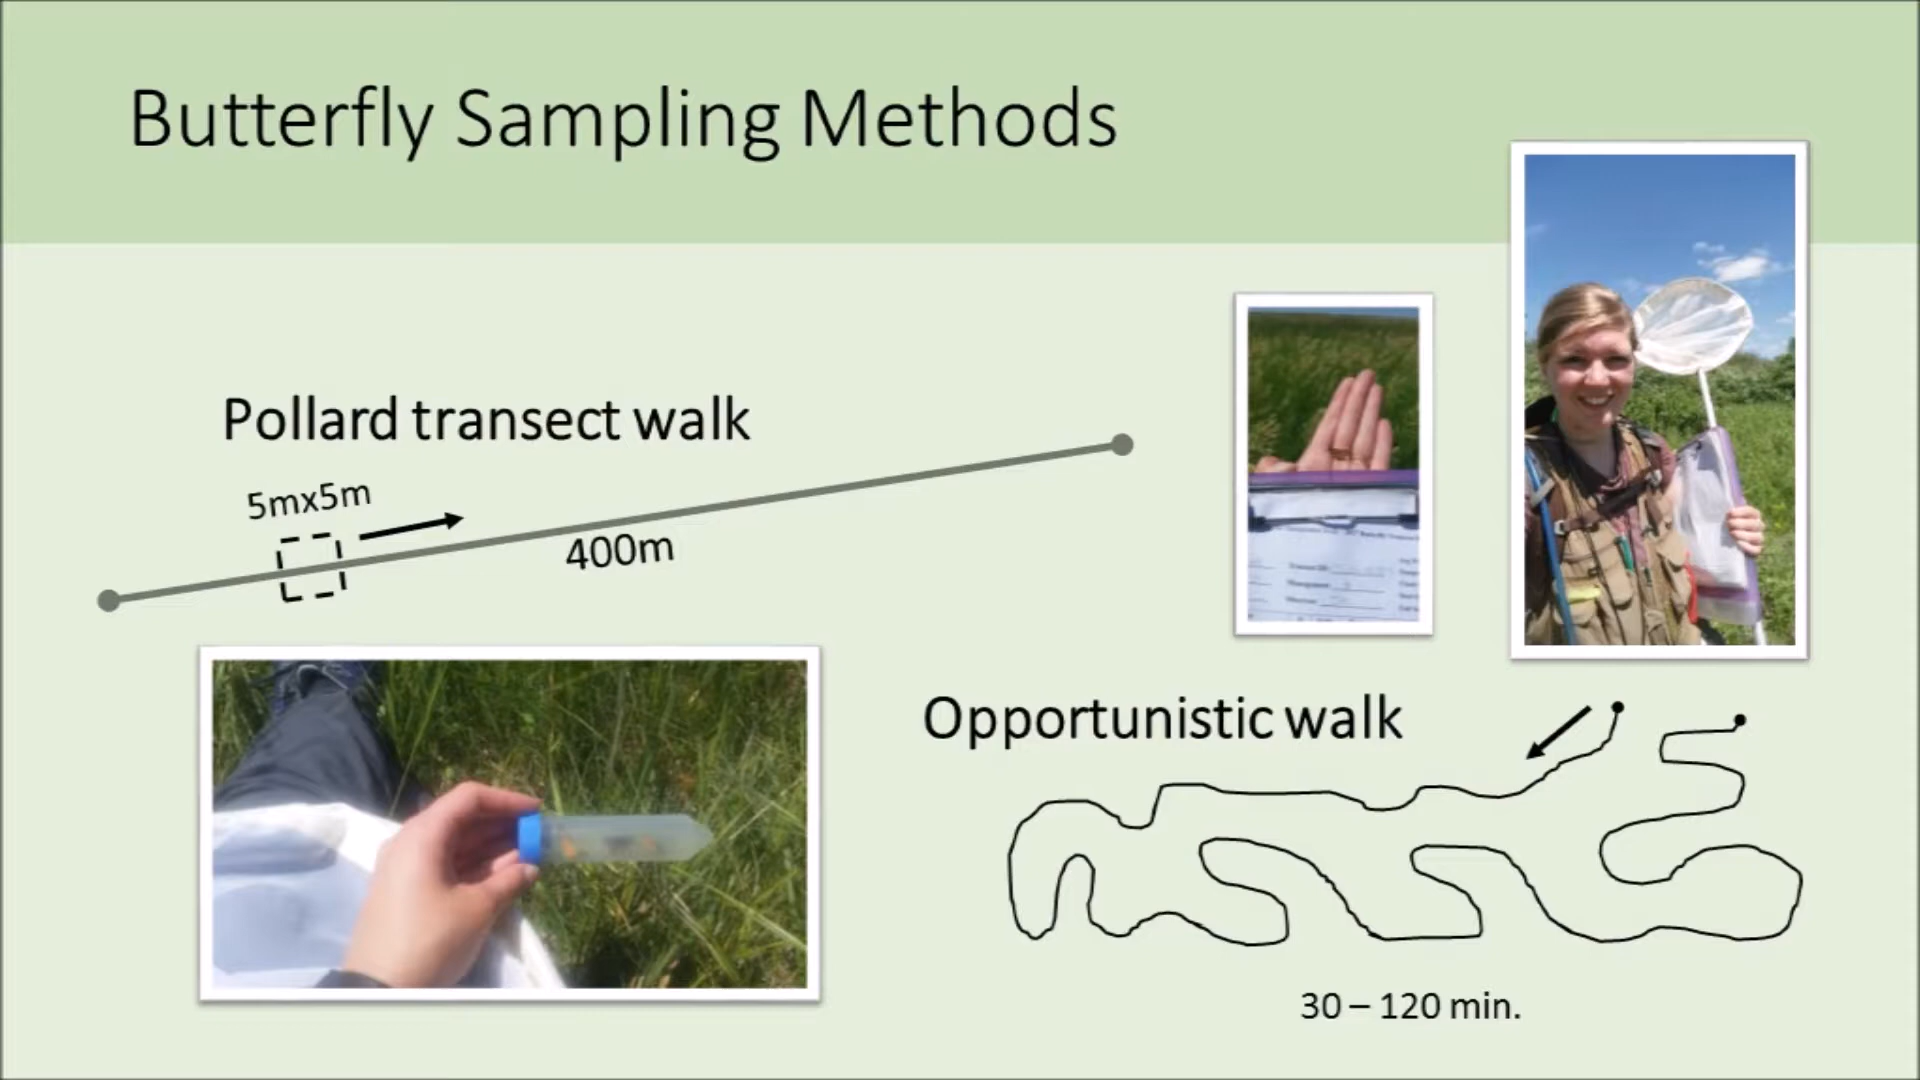 Butterfly Sampling Methods
Pollard transect walk
5mx5m
400m
Opportunistic walk
30 – 120 min.